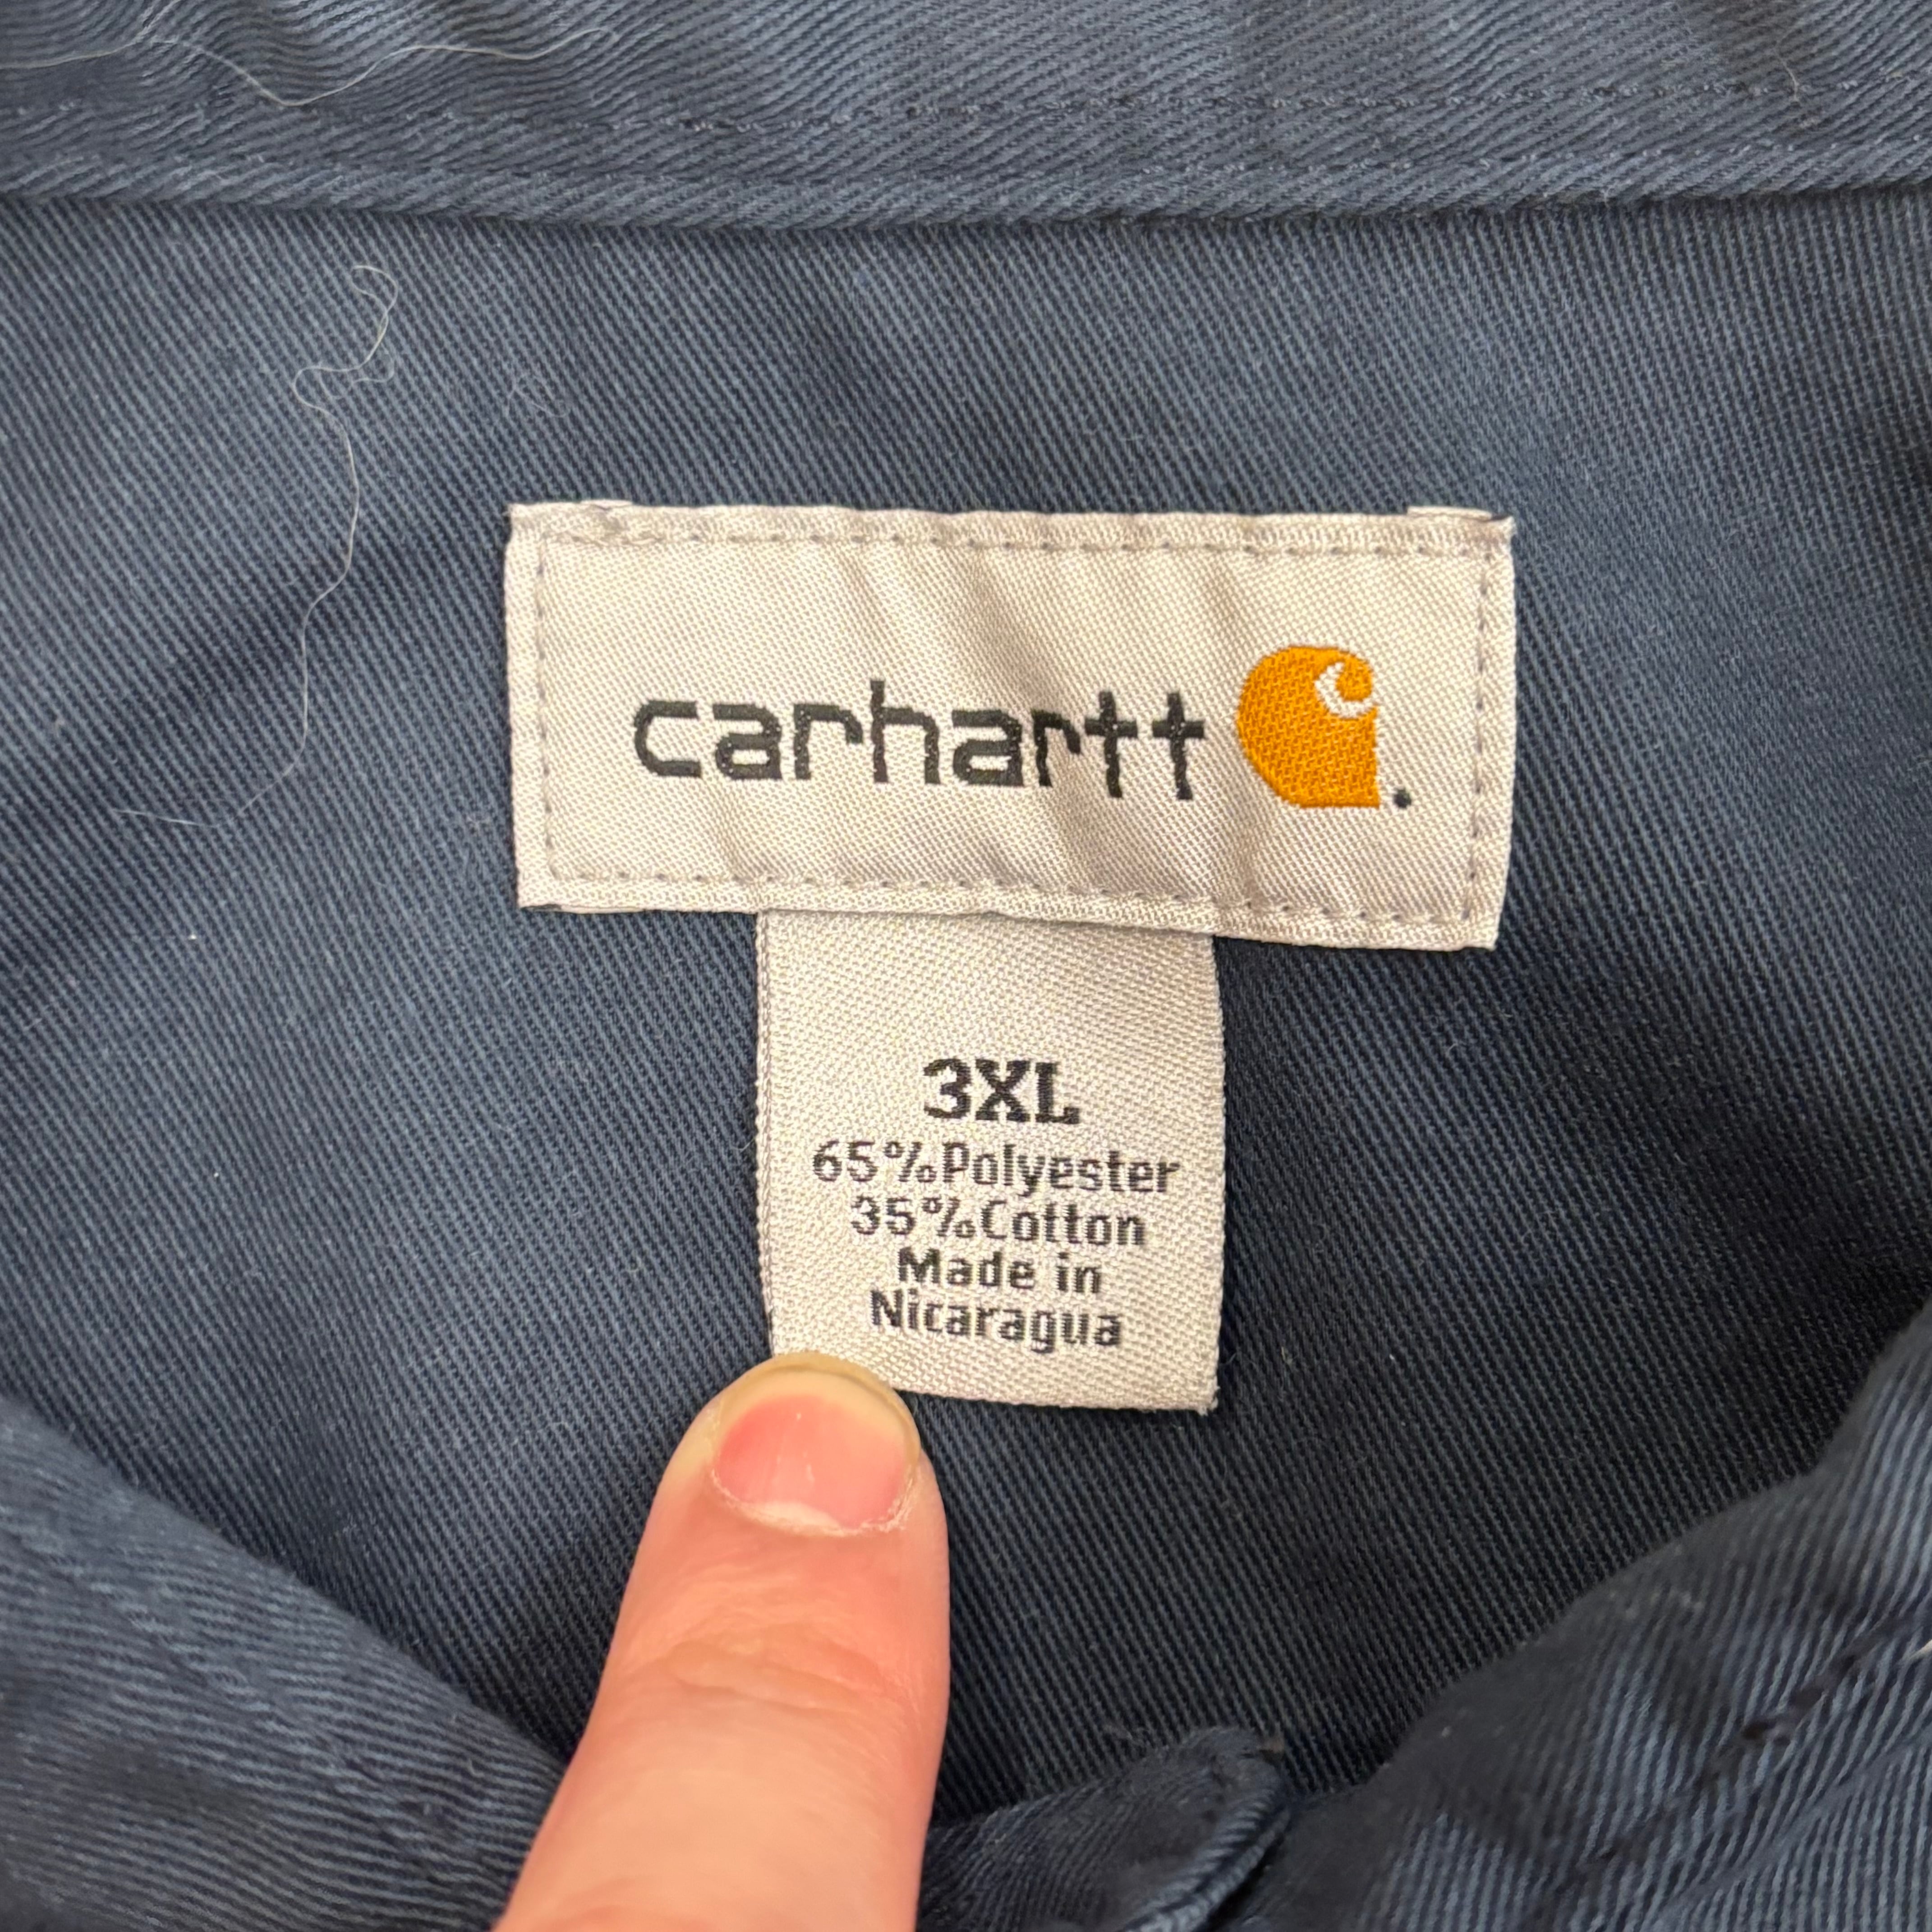 carhartt
3XL
65%Polyester
35%Cotton
Made in
Nicaragua